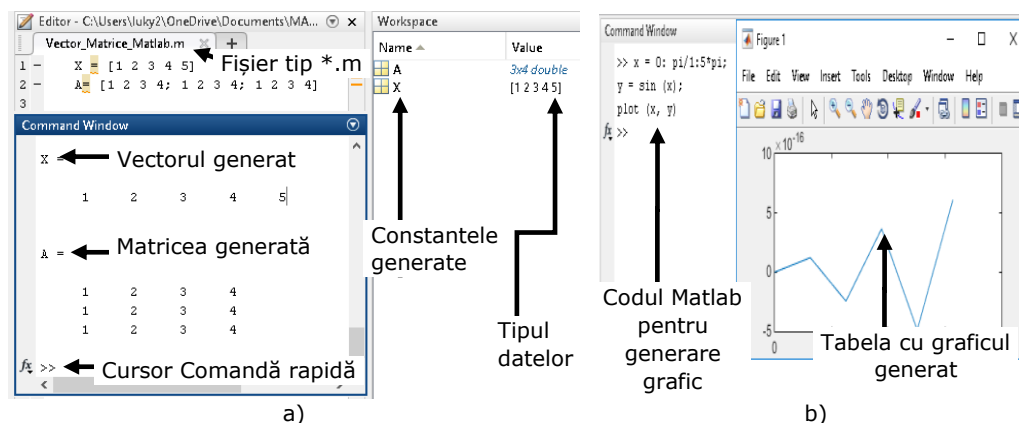 Editor - C:\Users\luky2\OneDrive\Documents\MA...
Vector_Matrice_Matlab.m
Fișier tip *.m
1 - X = [1 2 3 4 5]
2 - A= [1 2 3 4; 1 2 3 4; 1 2 3 4]
3
Command Window
X =
Vectorul generat
1 2 3 4 5
A =
Matricea generată
1 2 3 4
1 2 3 4
1 2 3 4
fx >>
Cursor Comandă rapidă
Workspace
Name Value
A 3x4 double
X [1 2 3 4 5]
Constantele
generate
Tipul
datelor
a)
Command Window
>> x = 0: pi/1:5*pi;
y = sin (x);
plot (x, y)
fx >>
Codul Matlab
pentru
generare
grafic
Figure 1
File Edit View Insert Tools Desktop Window Help
×10^-16
10
5
0
-5
0
Tabela cu graficul
generat
b)